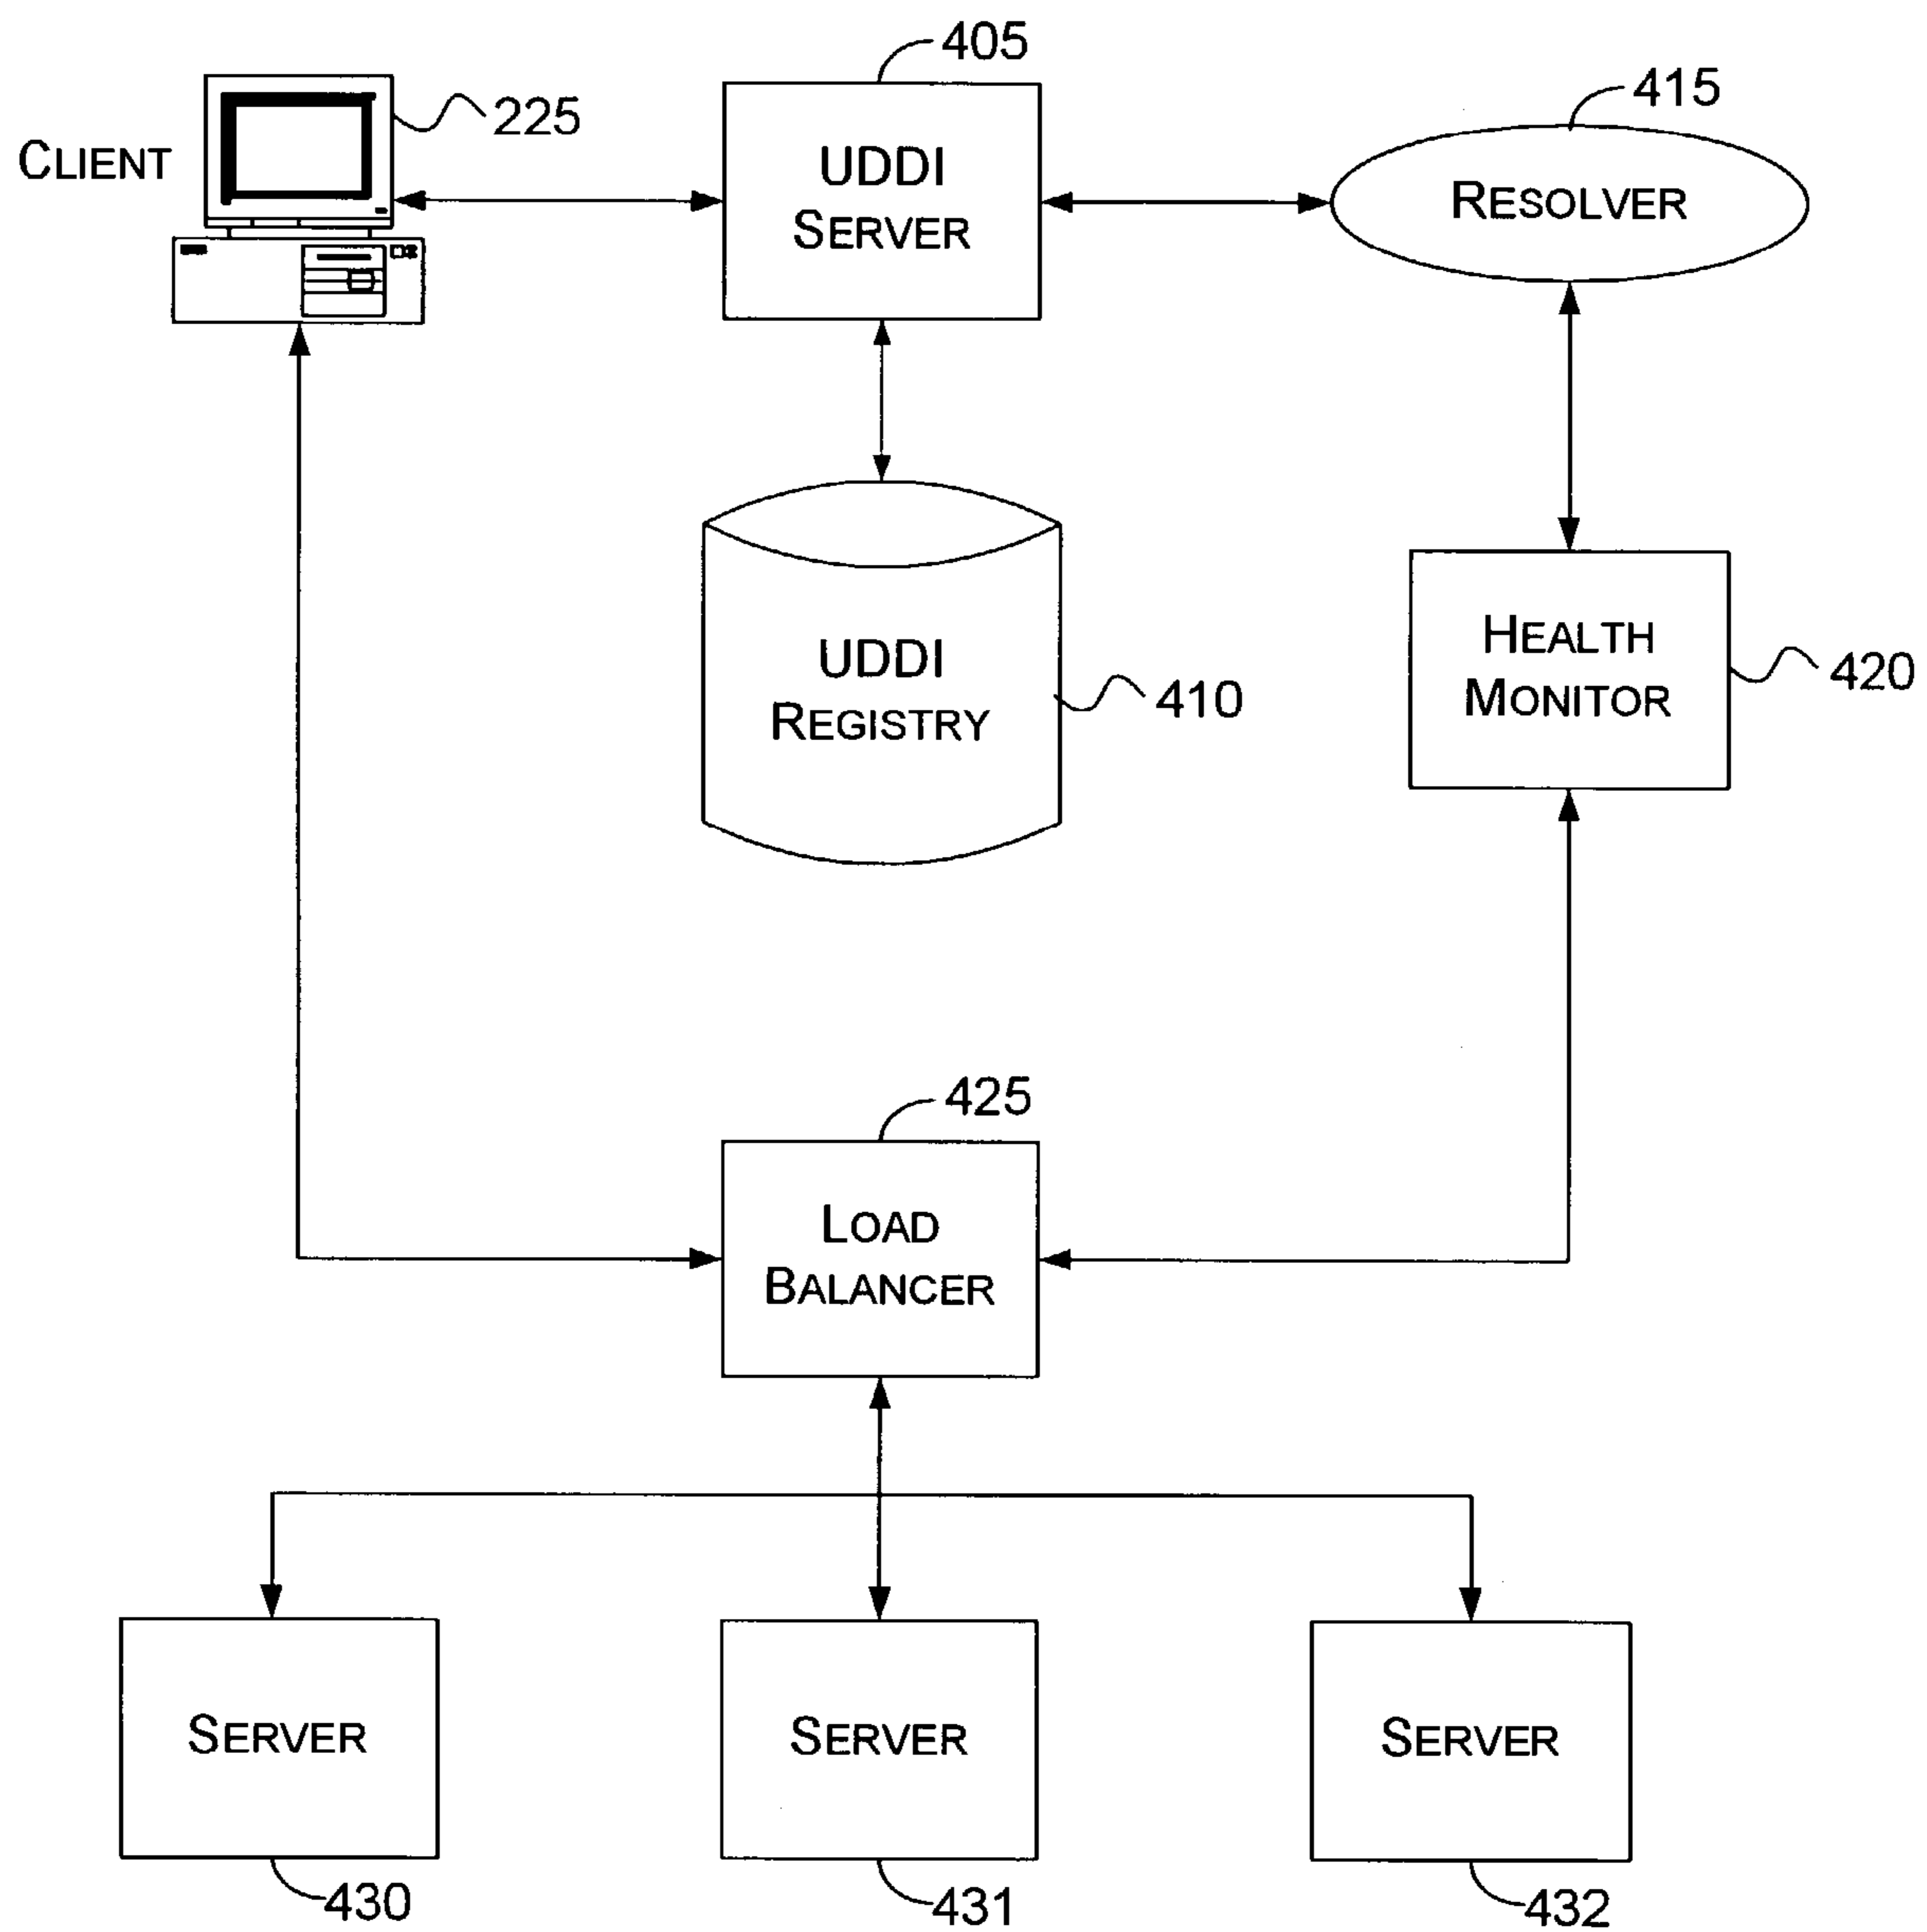 405
415
225
CLIENT
UDDI
SERVER
RESOLVER
HEALTH
MONITOR
420
UDDI
REGISTRY
410
425
LOAD
BALANCER
SERVER
SERVER
SERVER
430
431
432